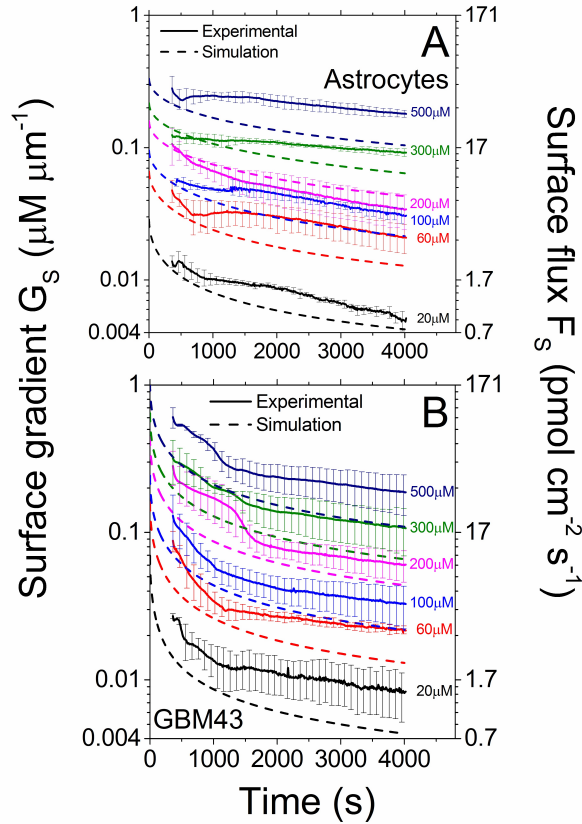 Surface gradient G_S (µM µm⁻¹)
Surface flux F_S (pmol cm⁻² s⁻¹)
1
171
Experimental
Simulation
A
Astrocytes
500µM
0.1
17
300µM
200µM
100µM
60µM
0.01
1.7
20µM
0.004
0.7
0 1000 2000 3000 4000
1
171
Experimental
Simulation
B
500µM
300µM
0.1
17
200µM
100µM
60µM
0.01
1.7
20µM
GBM43
0.004
0.7
0 1000 2000 3000 4000
Time (s)